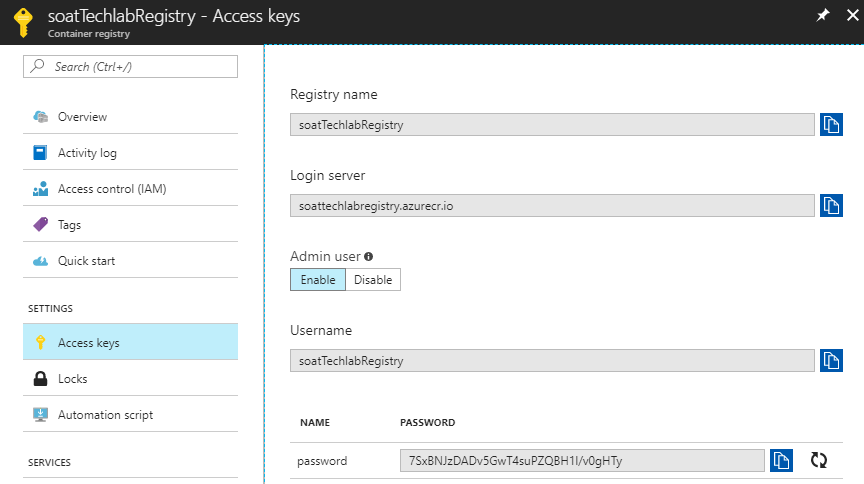 soatTechlabRegistry - Access keys
Container registry
Search (Ctrl+/)
Overview
Activity log
Access control (IAM)
Tags
Quick start
SETTINGS
Access keys
Locks
Automation script
SERVICES
Registry name
soatTechlabRegistry
Login server
soattechlabregistry.azurecr.io
Admin user
Enable Disable
Username
soatTechlabRegistry
NAME PASSWORD
password 7SxBNJzDADv5GwT4suPZQBH1I/v0gHTy